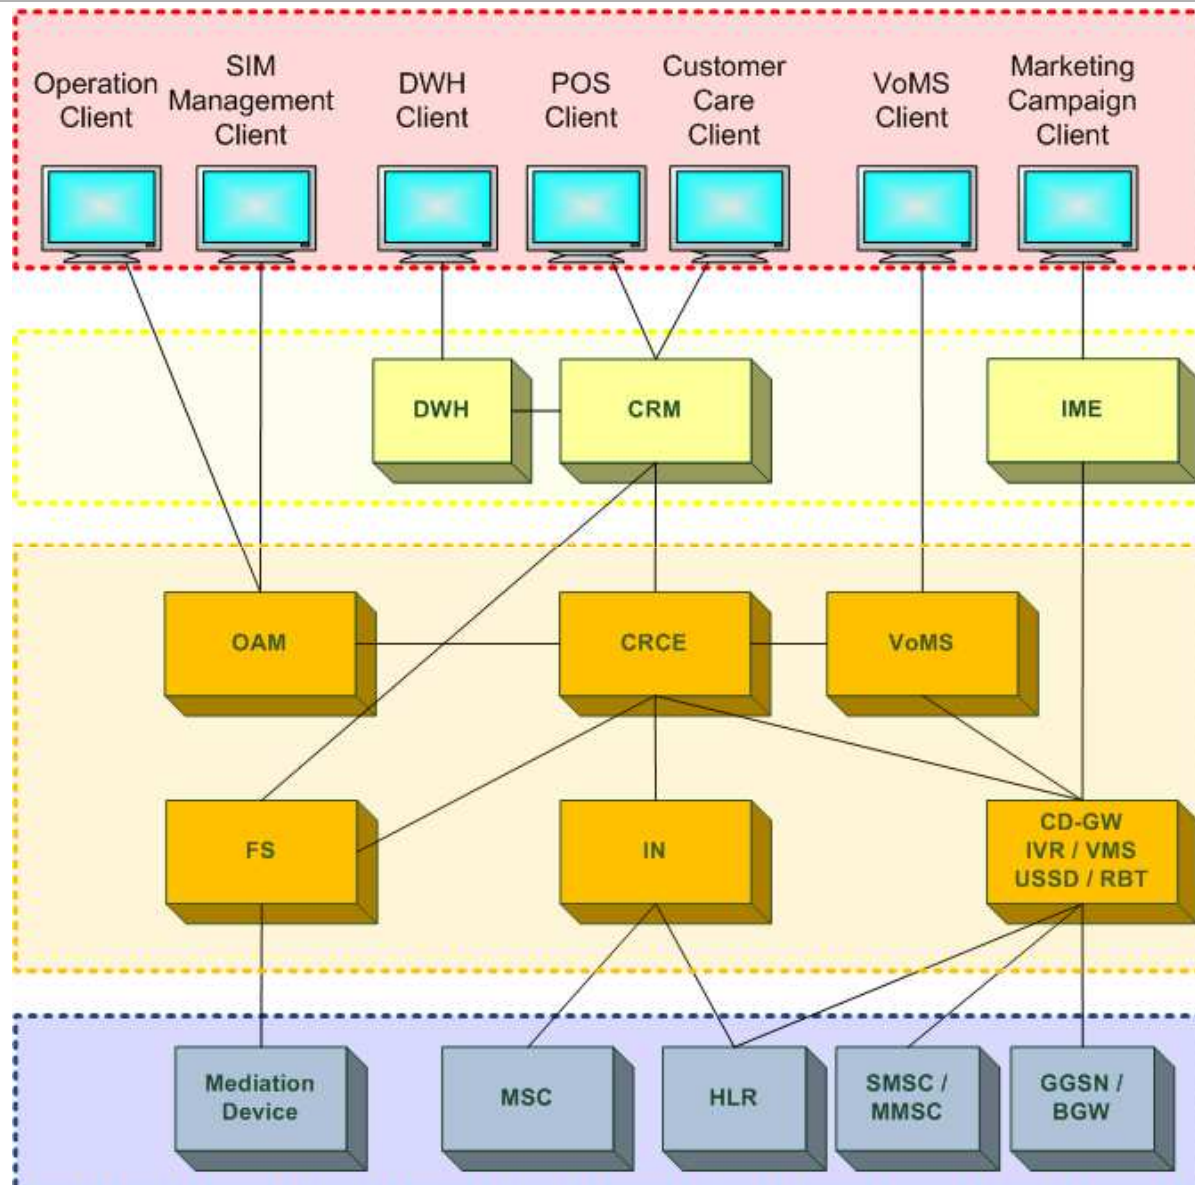 Operation
Client
SIM
Management
Client
DWH
Client
POS
Client
Customer
Care
Client
VoMS
Client
Marketing
Campaign
Client
DWH
CRM
IME
OAM
CRCE
VoMS
FS
IN
CD-GW
IVR / VMS
USSD / RBT
Mediation
Device
MSC
HLR
SMSC /
MMSC
GGSN /
BGW